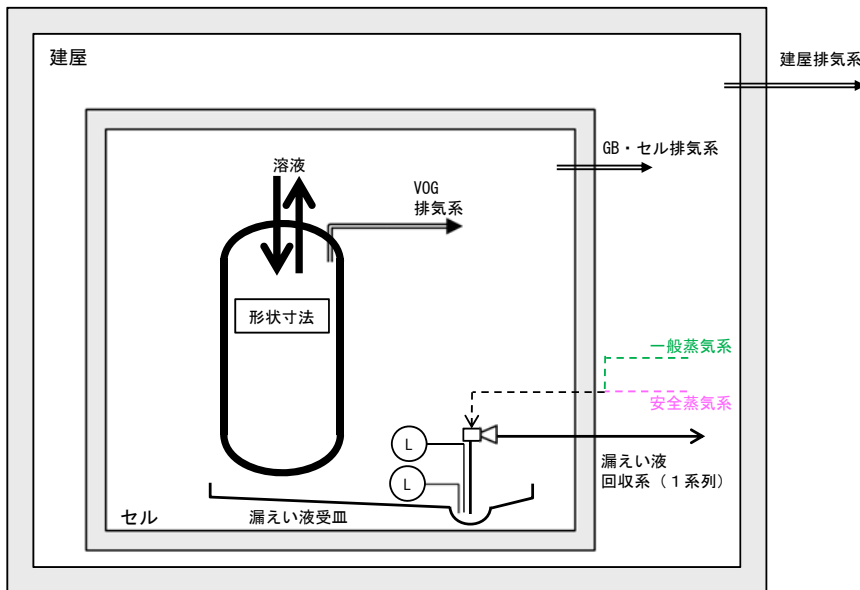 建屋
建屋排気系
GB・セル排気系
溶液
VOG
排気系
形状寸法
一般蒸気系
安全蒸気系
L
漏えい液
回収系（１系列）
L
セル
漏えい液受皿